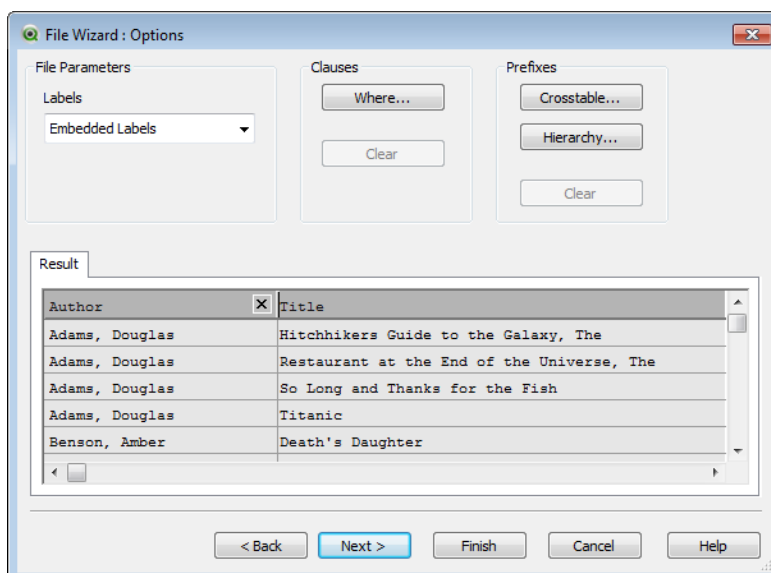 File Wizard : Options
File Parameters
Labels
Embedded Labels
Clauses
Where...
Clear
Prefixes
Crosstable...
Hierarchy...
Clear
Result
Author Title
Adams, Douglas Hitchhikers Guide to the Galaxy, The
Adams, Douglas Restaurant at the End of the Universe, The
Adams, Douglas So Long and Thanks for the Fish
Adams, Douglas Titanic
Benson, Amber Death's Daughter
< Back Next > Finish Cancel Help